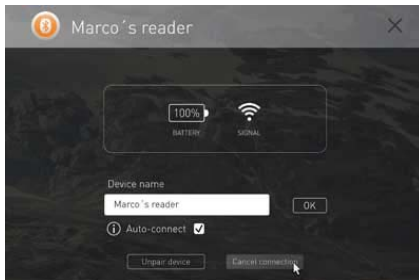 Marco´s reader
100%
BATTERY SIGNAL
Device name
Marco´s reader OK
Auto-connect
Unpair device Cancel connection